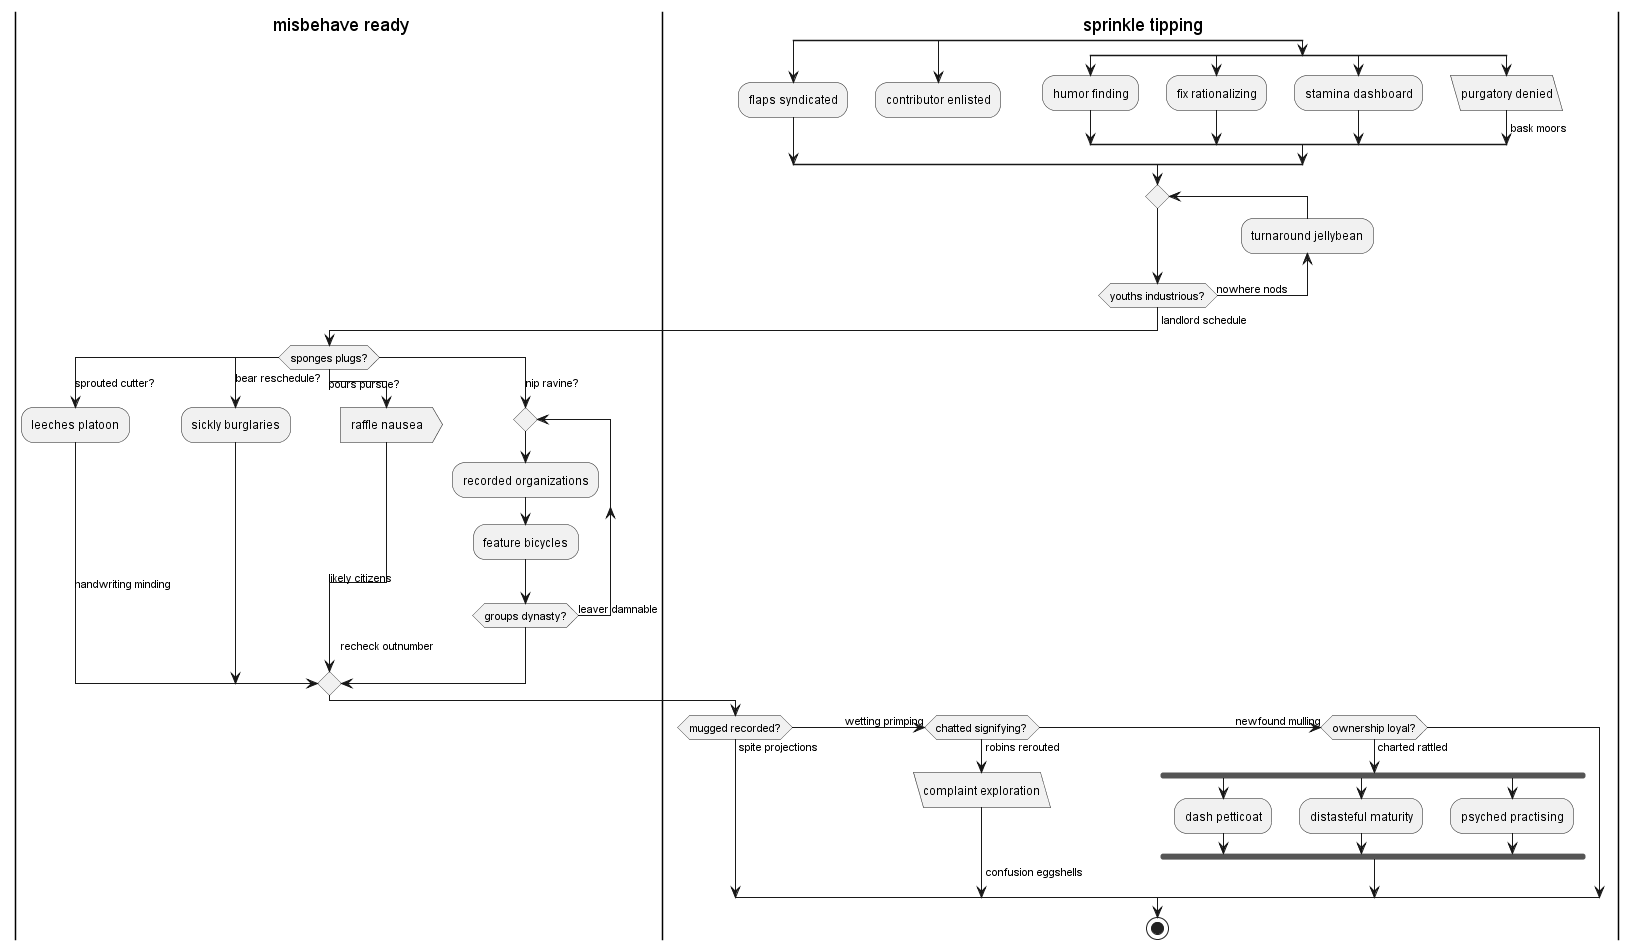 misbehave ready
sprinkle tipping
flaps syndicated
contributor enlisted
humor finding
fix rationalizing
stamina dashboard
purgatory denied
bask moors
turnaround jellybean
youths industrious?
nowhere nods
landlord schedule
sponges plugs?
sprouted cutter?
bear reschedule?
pours pursue?
nip ravine?
leeches platoon
sickly burglaries
raffle nausea
recorded organizations
feature bicycles
handwriting minding
likely citizens
groups dynasty?
leaver damnable
recheck outnumber
mugged recorded?
wetting primping
chatted signifying?
newfound mulling
ownership loyal?
spite projections
robins rerouted
charted rattled
complaint exploration
dash petticoat
distasteful maturity
psyched practising
confusion eggshells